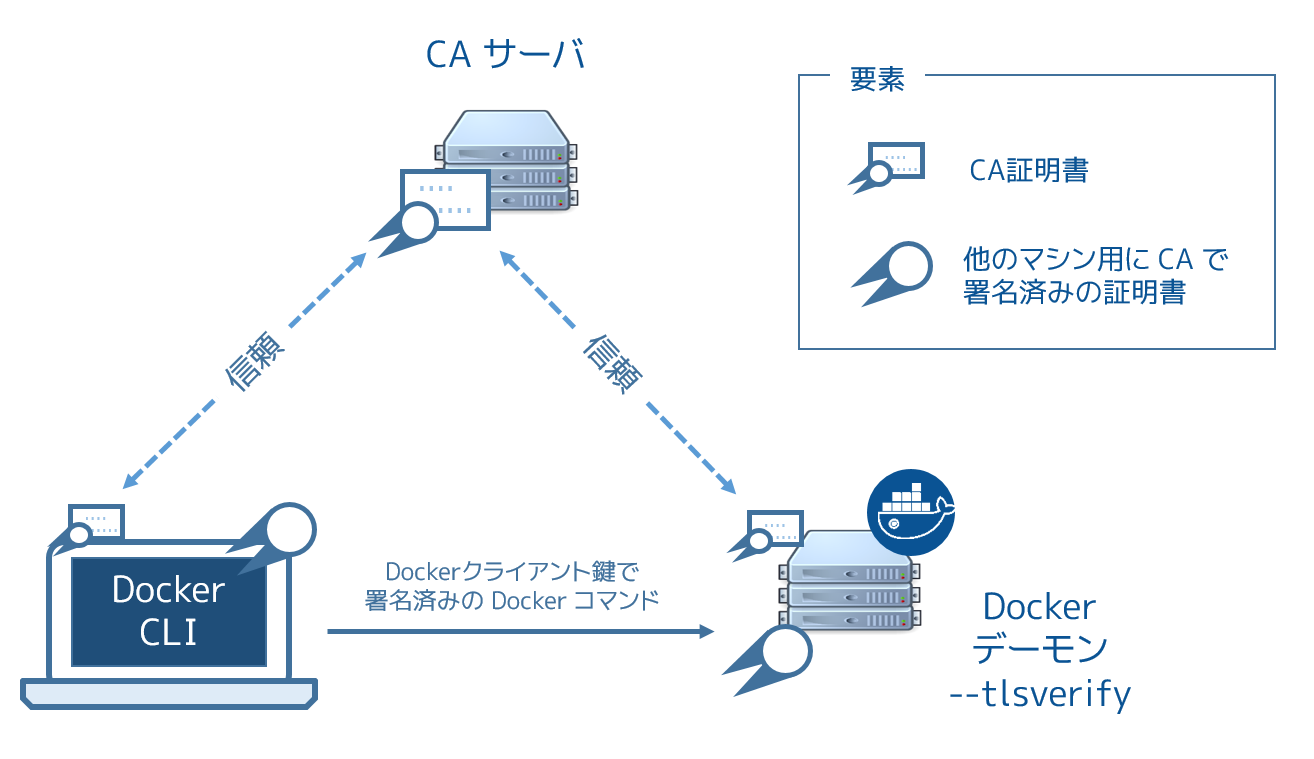 CA サーバ
要素
CA証明書
他のマシン用に CA で
署名済みの証明書
信頼
信頼
Docker
CLI
Dockerクライアント鍵で
署名済みの Docker コマンド
Docker
デーモン
--tlsverify